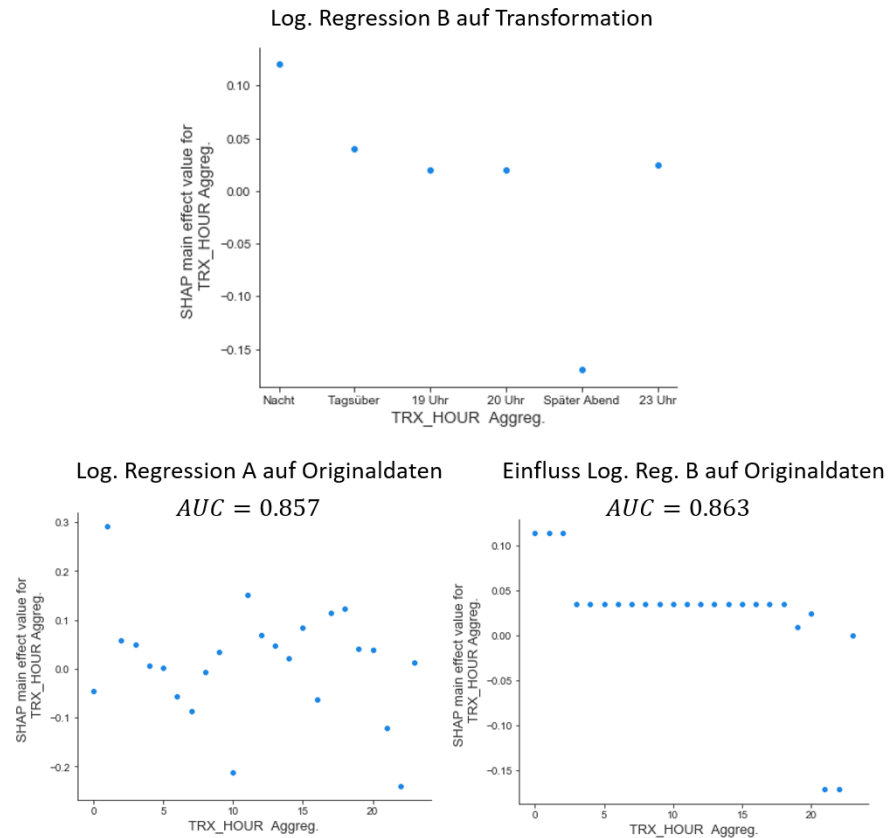 Log. Regression B auf Transformation
SHAP main effect value for
TRX_HOUR Aggreg.
0.10
0.05
0.00
−0.05
−0.10
−0.15
Nacht Tagsüber 19 Uhr 20 Uhr Später Abend 23 Uhr
TRX_HOUR Aggreg.
Log. Regression A auf Originaldaten
AUC = 0.857
SHAP main effect value for
TRX_HOUR Aggreg.
0.3
0.2
0.1
0.0
−0.1
−0.2
0 5 10 15 20
TRX_HOUR Aggreg.
Einfluss Log. Reg. B auf Originaldaten
AUC = 0.863
SHAP main effect value for
TRX_HOUR Aggreg.
0.10
0.05
0.00
−0.05
−0.10
−0.15
0 5 10 15 20
TRX_HOUR Aggreg.